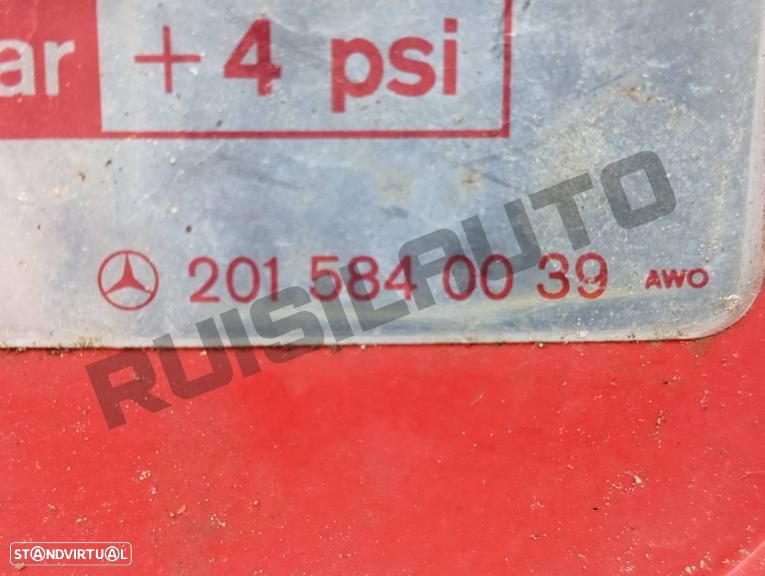 ar + 4 psi
201 584 00 39 AWO
RUISILAUTO
STANDVIRTUAL